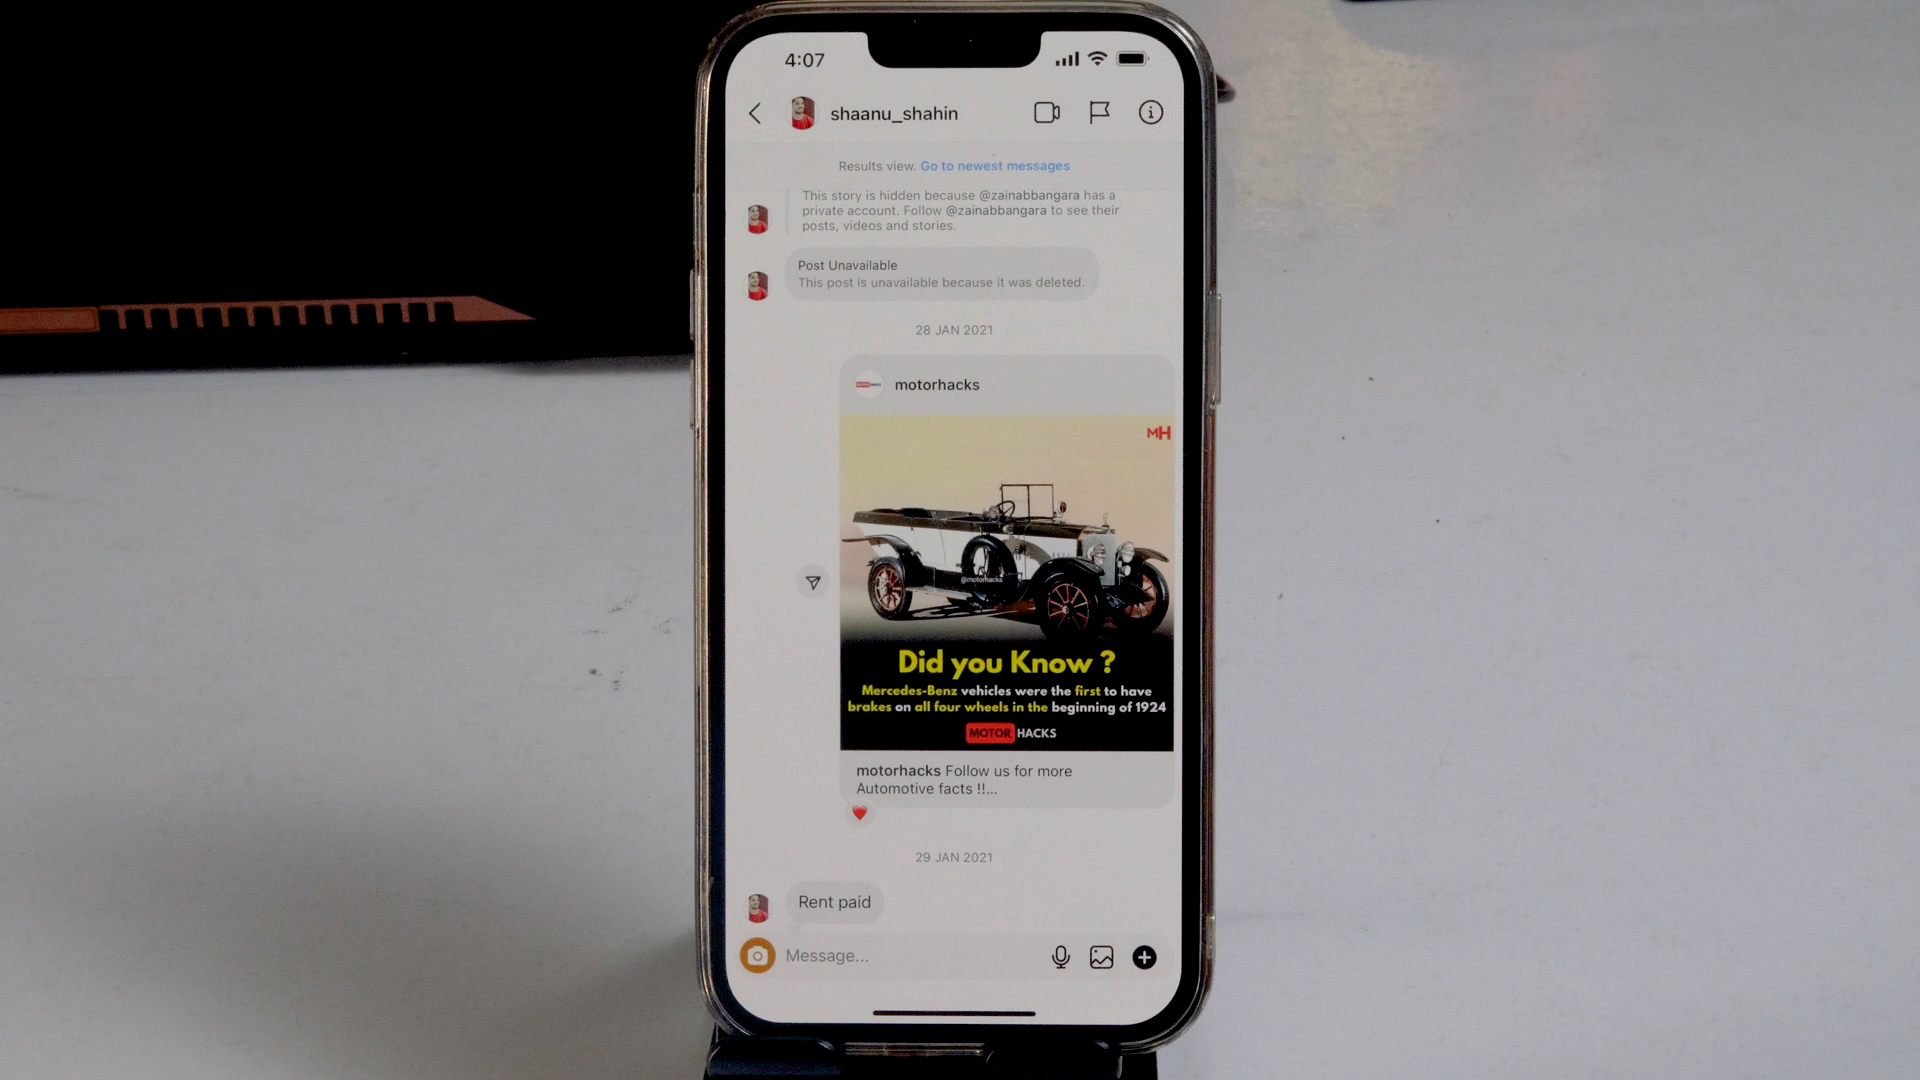 4:07
shaanu_shahin
Results view. Go to newest messages
This story is hidden because @zainabbangara has a
private account. Follow @zainabbangara to see their
posts, videos and stories.
Post Unavailable
This post is unavailable because it was deleted.
28 JAN 2021
motorhacks
MH
@motorhacks
Did you Know ?
Mercedes-Benz vehicles were the first to have
brakes on all four wheels in the beginning of 1924
MOTOR HACKS
motorhacks Follow us for more
Automotive facts !!...
29 JAN 2021
Rent paid
Message...